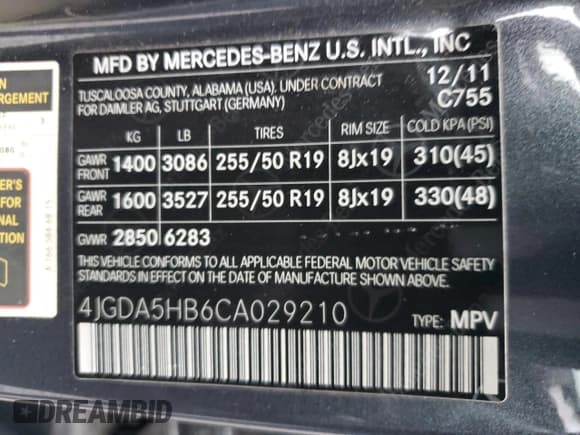 MFD BY MERCEDES-BENZ U.S. INTL., INC
TUSCALOOSA COUNTY, ALABAMA (USA). UNDER CONTRACT 12/11
FOR DAIMLER AG, STUTTGART (GERMANY) C755
KG LB TIRES RIM SIZE COLD KPA (PSI)
GAWR FRONT 1400 3086 255/50 R19 8Jx19 310(45)
GAWR REAR 1600 3527 255/50 R19 8Jx19 330(48)
GVWR 2850 6283
THIS VEHICLE CONFORMS TO ALL APPLICABLE FEDERAL MOTOR VEHICLE SAFETY
STANDARDS IN EFFECT ON THE DATE OF MANUFACTURE SHOWN ABOVE.
4JGDA5HB6CA029210 TYPE: MPV
DREAMBID